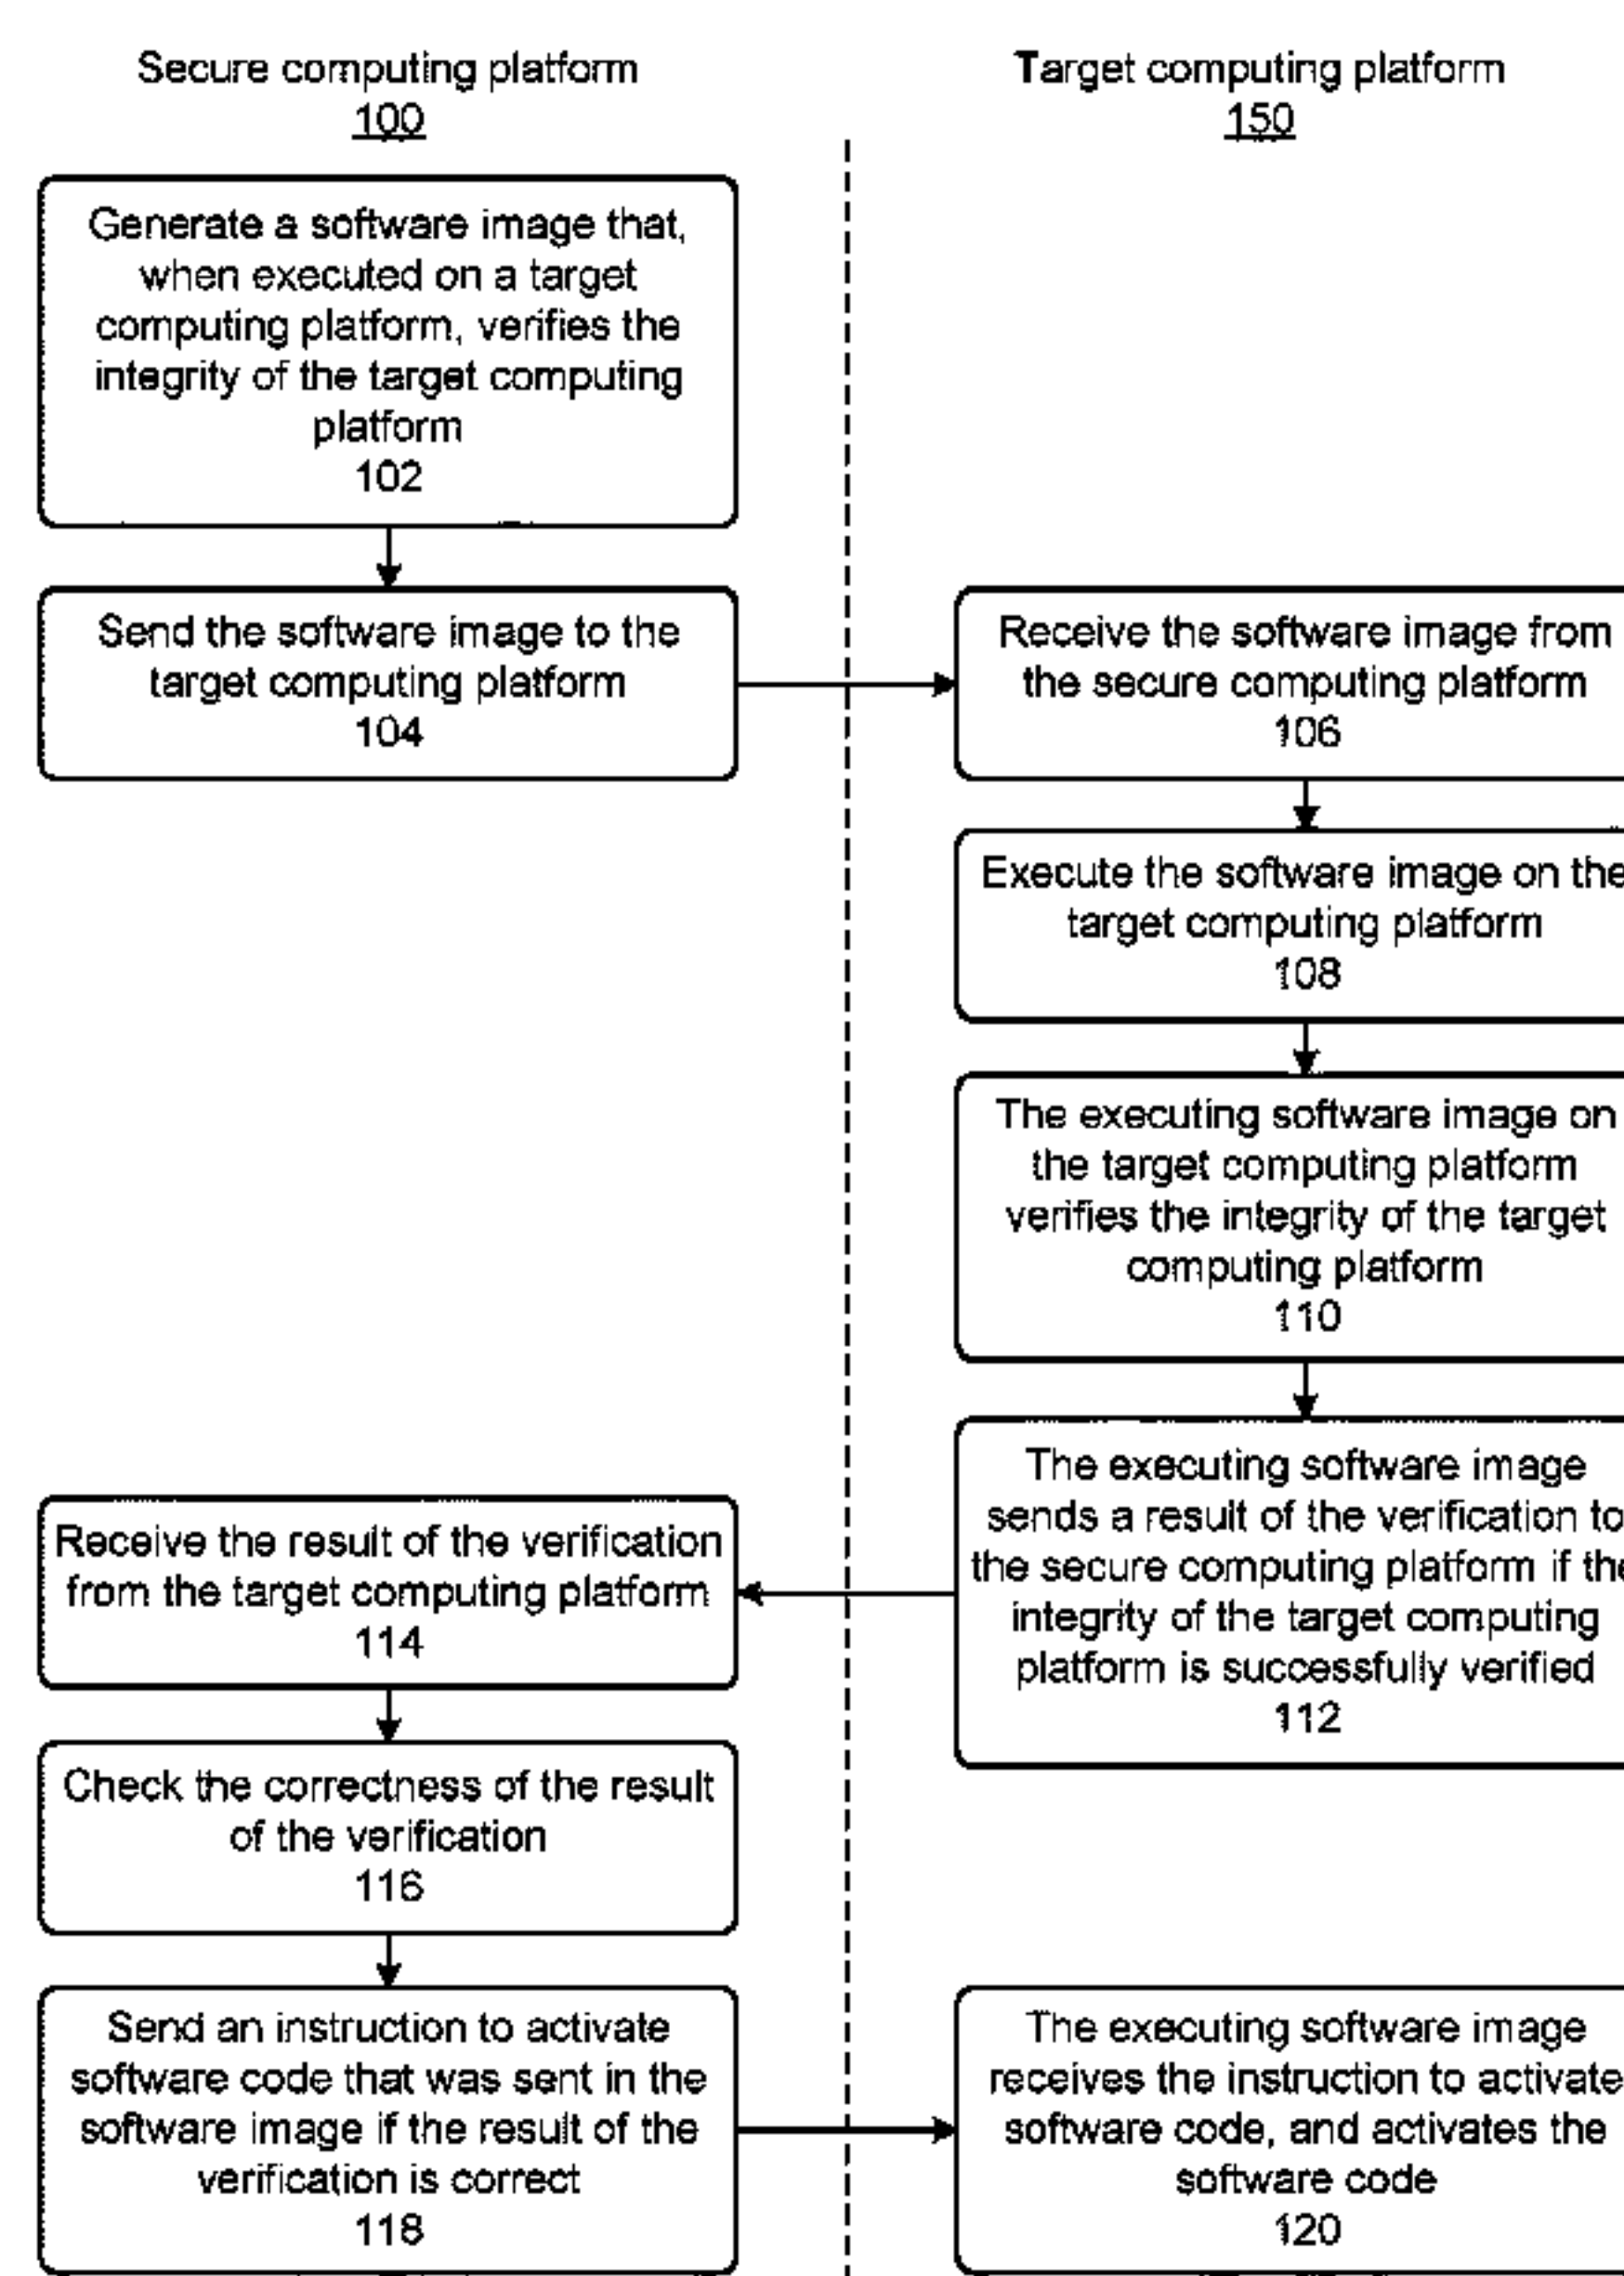 Secure computing platform
100
Target computing platform
150
Generate a software image that,
when executed on a target
computing platform, verifies the
integrity of the target computing
platform
102
Send the software image to the
target computing platform
104
Receive the software image from
the secure computing platform
106
Execute the software image on the
target computing platform
108
The executing software image on
the target computing platform
verifies the integrity of the target
computing platform
110
The executing software image
sends a result of the verification to
the secure computing platform if the
integrity of the target computing
platform is successfully verified
112
Receive the result of the verification
from the target computing platform
114
Check the correctness of the result
of the verification
116
Send an instruction to activate
software code that was sent in the
software image if the result of the
verification is correct
118
The executing software image
receives the instruction to activate
software code, and activates the
software code
120